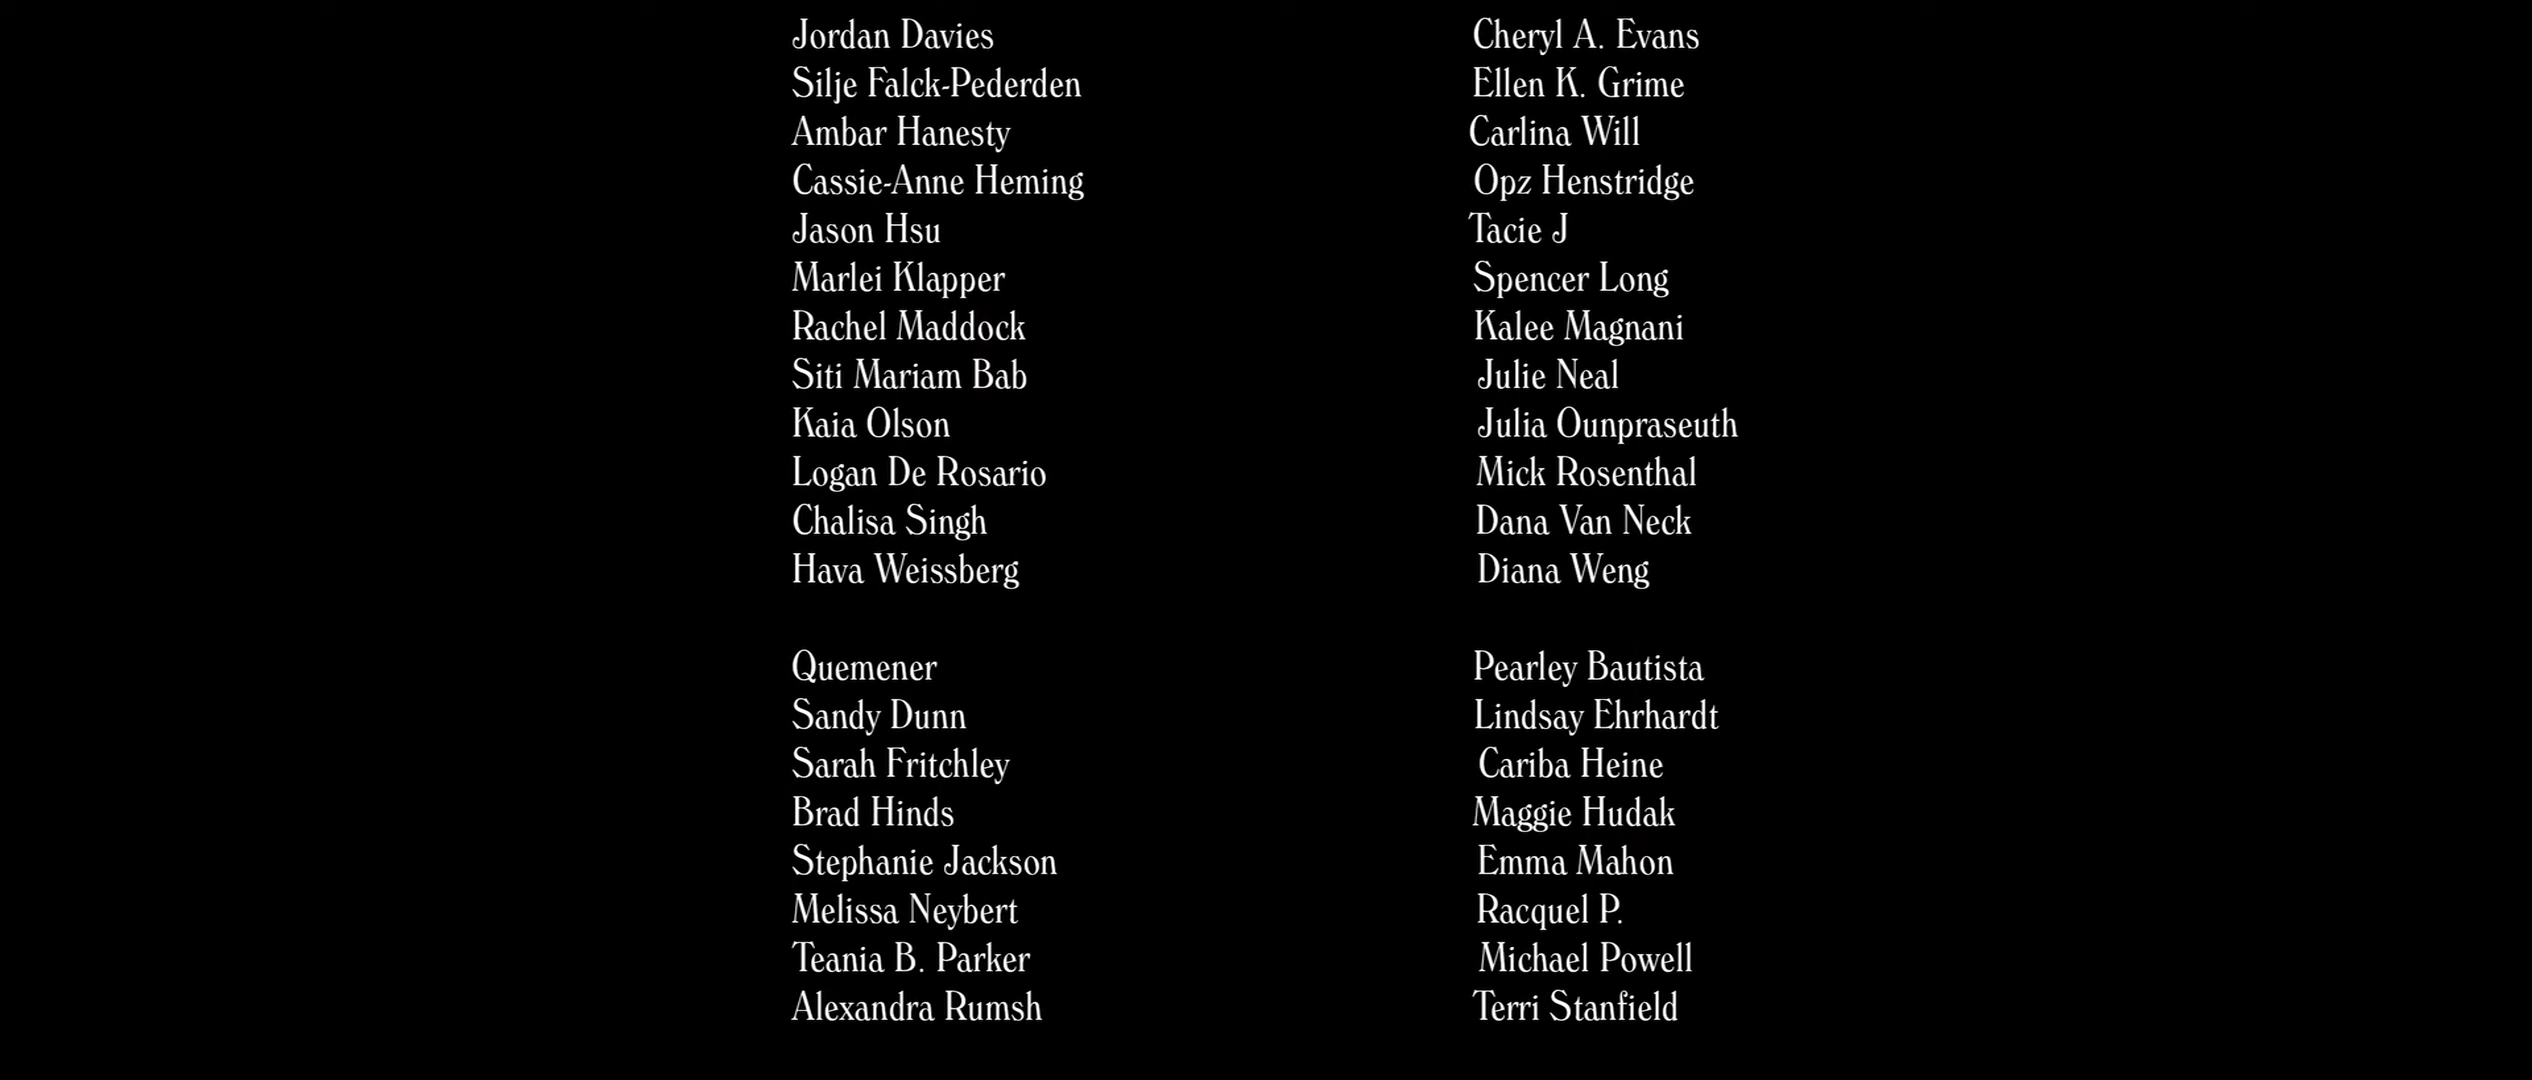 Jordan Davies
Silje Falck-Pederden
Ambar Hanesty
Cassie-Anne Heming
Jason Hsu
Marlei Klapper
Rachel Maddock
Siti Mariam Bab
Kaia Olson
Logan De Rosario
Chalisa Singh
Hava Weissberg
Quemener
Sandy Dunn
Sarah Fritchley
Brad Hinds
Stephanie Jackson
Melissa Neybert
Teania B. Parker
Alexandra Rumsh
Cheryl A. Evans
Ellen K. Grime
Carlina Will
Opz Henstridge
Tacie J
Spencer Long
Kalee Magnani
Julie Neal
Julia Ounpraseuth
Mick Rosenthal
Dana Van Neck
Diana Weng
Pearley Bautista
Lindsay Ehrhardt
Cariba Heine
Maggie Hudak
Emma Mahon
Racquel P.
Michael Powell
Terri Stanfield